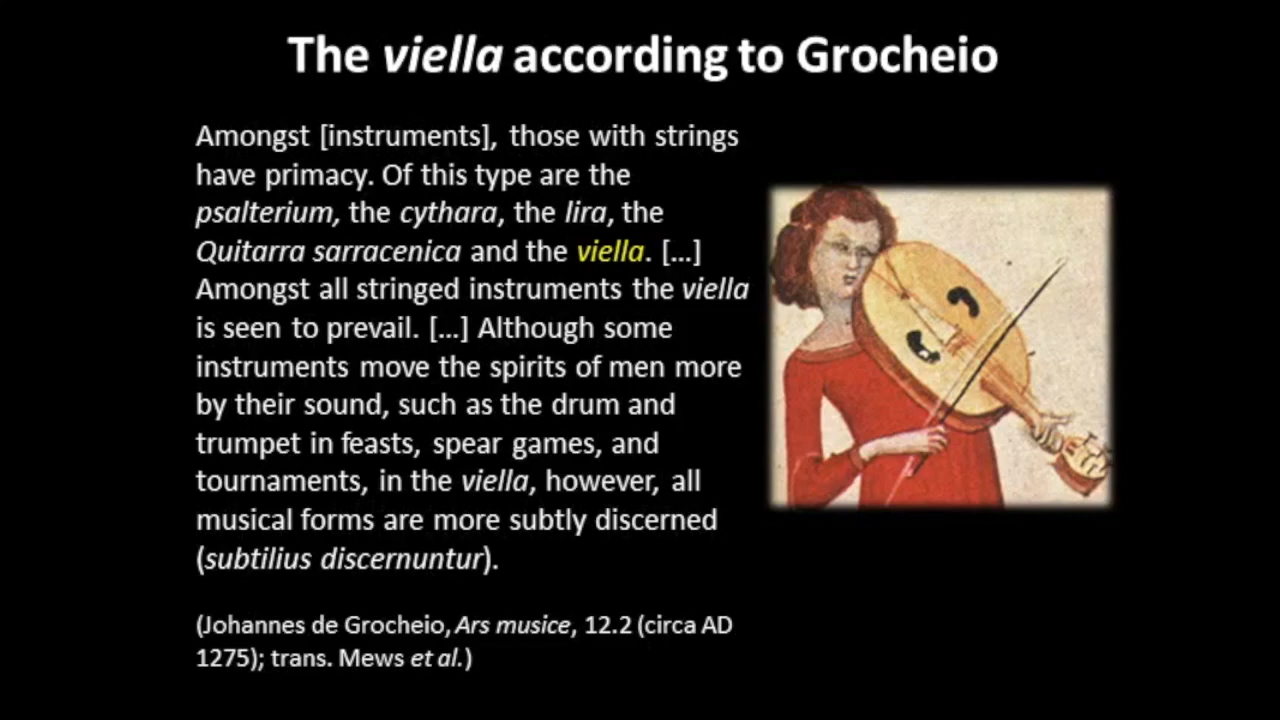 The viella according to Grocheio
Amongst [instruments], those with strings
have primacy. Of this type are the
psalterium, the cythara, the lira, the
Quitarra sarracenica and the viella. [...]
Amongst all stringed instruments the viella
is seen to prevail. [...] Although some
instruments move the spirits of men more
by their sound, such as the drum and
trumpet in feasts, spear games, and
tournaments, in the viella, however, all
musical forms are more subtly discerned
(subtilius discernuntur).
(Johannes de Grocheio, Ars musice, 12.2 (circa AD
1275); trans. Mews et al.)